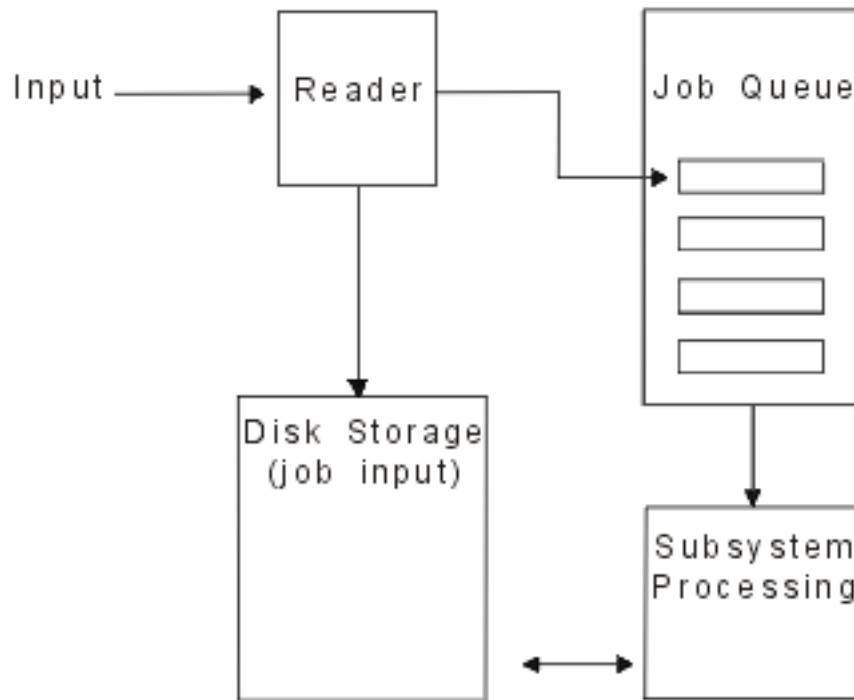 Input
Reader
Job Queue
Disk Storage
(job input)
Subsystem
Processing